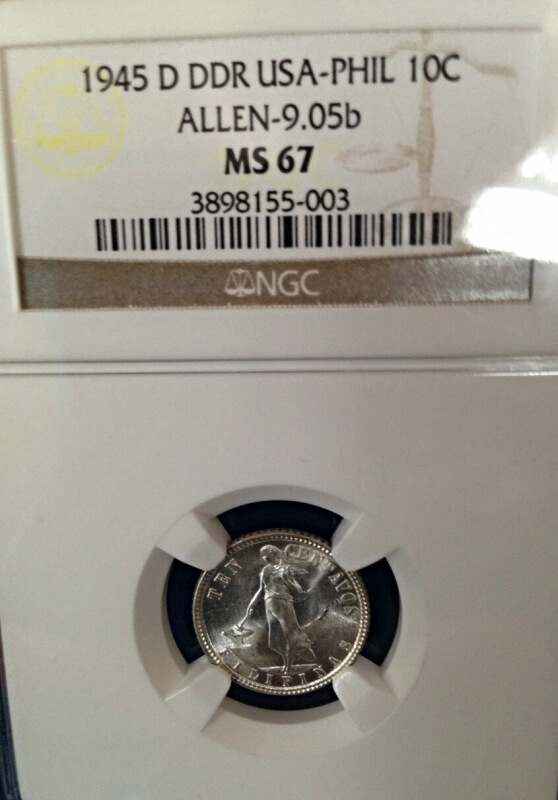 1945 D DDR USA-PHIL 10C
ALLEN-9.05b
MS 67
3898155-003
NGC
TEN CENTAVOS
FILIPINAS